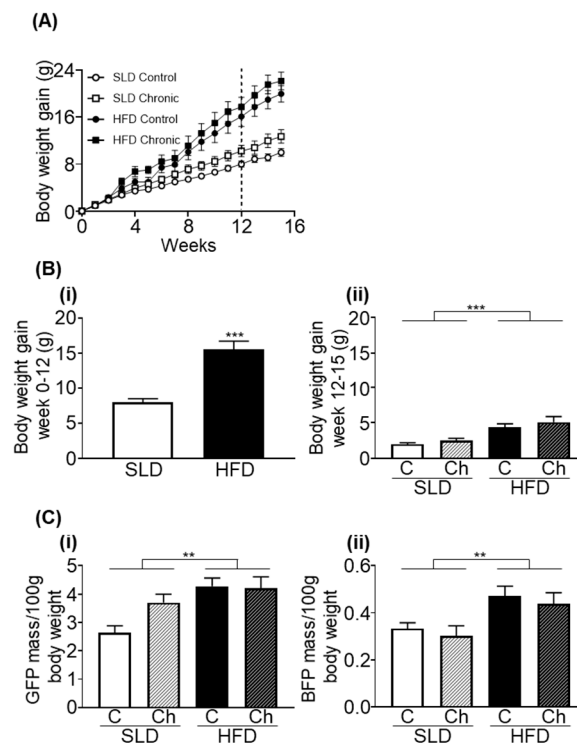 (A)
Body weight gain (g)
24
16
8
0
SLD Control
SLD Chronic
HFD Control
HFD Chronic
0 4 8 12 16
Weeks
(B)
(i)
Body weight gain
week 0-12 (g)
20
15
10
5
0
***
SLD HFD
(ii)
Body weight gain
week 12-15 (g)
20
15
10
5
0
***
C Ch C Ch
SLD HFD
(C)
(i)
GFP mass/100g
body weight
5
4
3
2
1
0
**
C Ch C Ch
SLD HFD
(ii)
BFP mass/100g
body weight
0.6
0.4
0.2
0.0
**
C Ch C Ch
SLD HFD